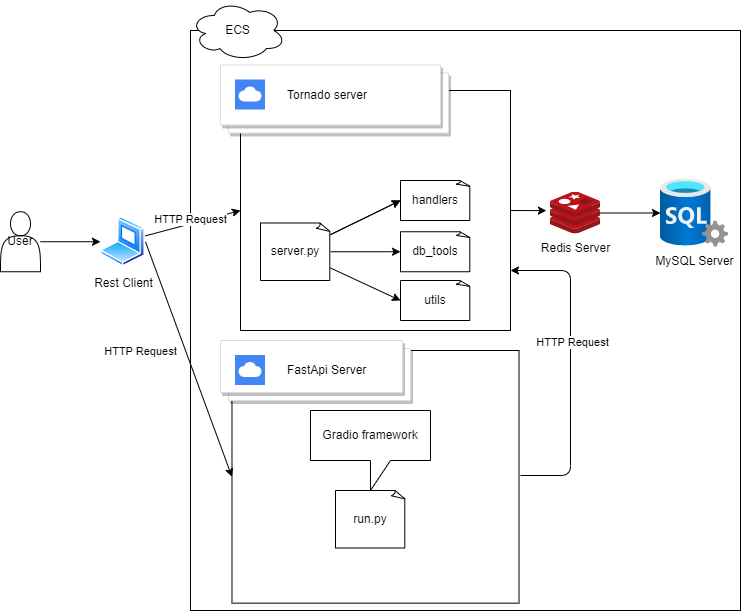 ECS
Tornado server
HTTP Request
handlers
server.py
db_tools
utils
User
Rest Client
Redis Server
SQL
MySQL Server
HTTP Request
HTTP Request
FastApi Server
Gradio framework
run.py